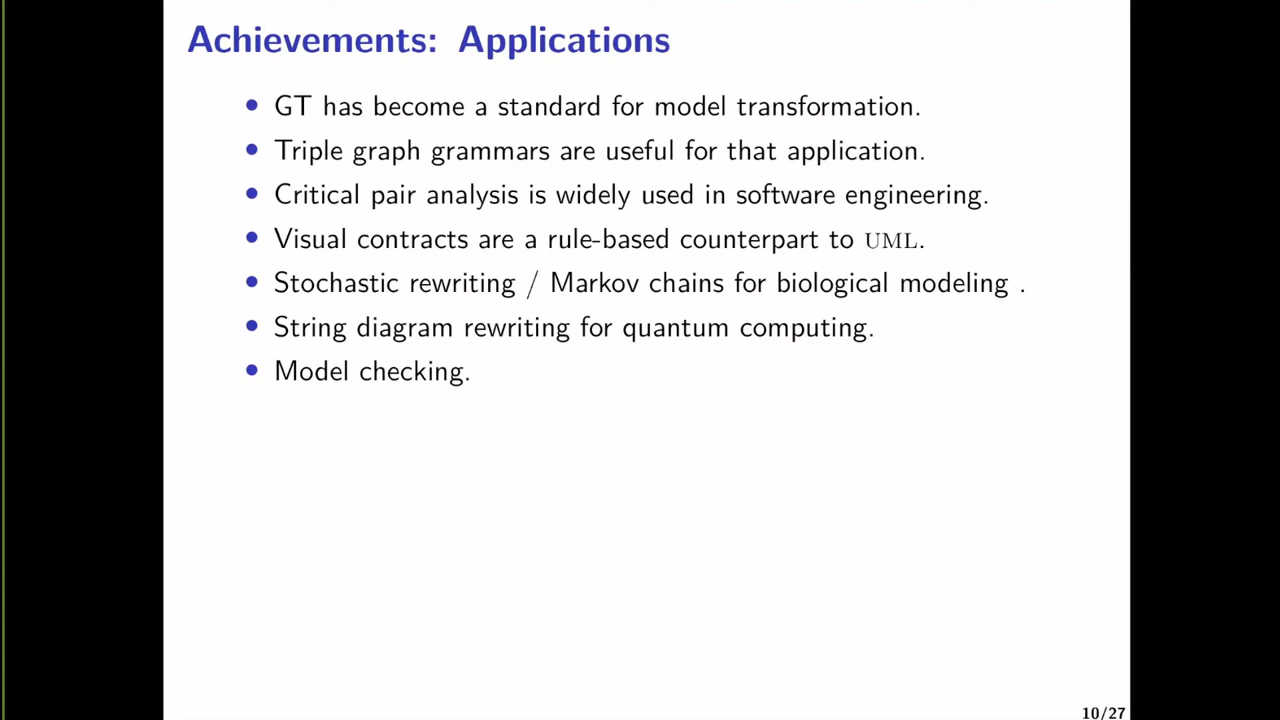 Achievements: Applications
• GT has become a standard for model transformation.
• Triple graph grammars are useful for that application.
• Critical pair analysis is widely used in software engineering.
• Visual contracts are a rule-based counterpart to UML.
• Stochastic rewriting / Markov chains for biological modeling .
• String diagram rewriting for quantum computing.
• Model checking.
10/27